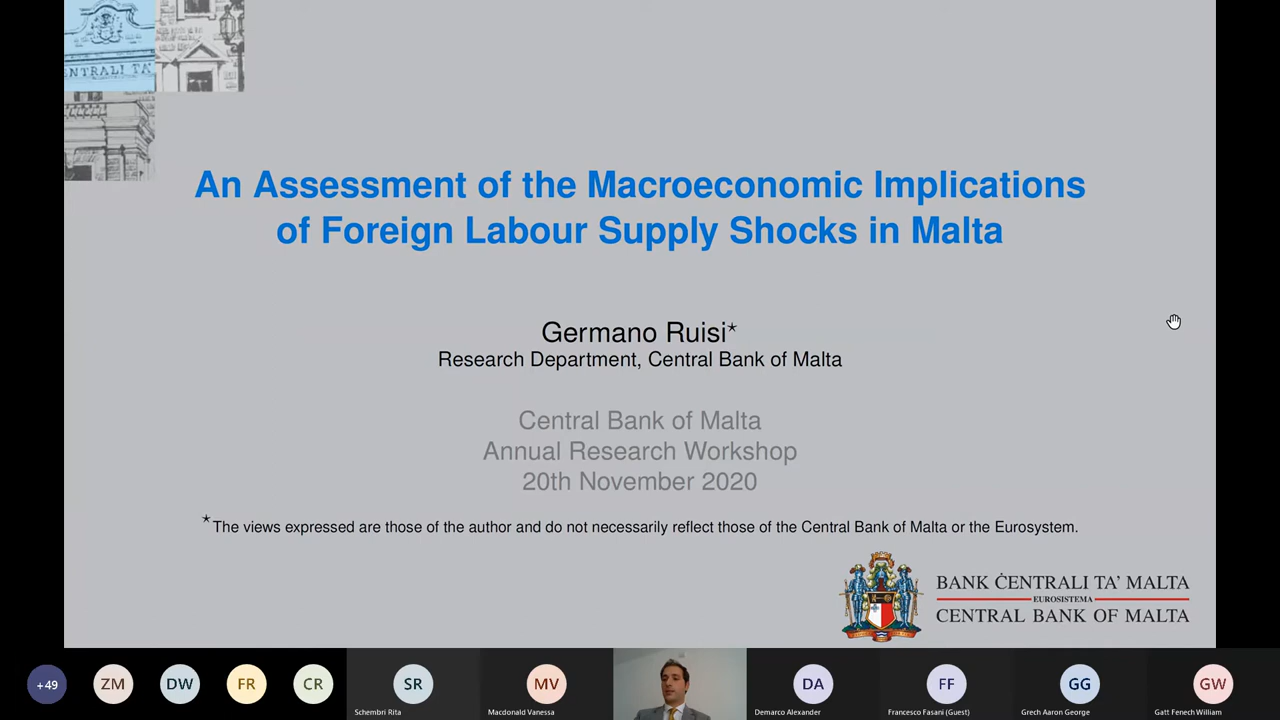 ENTRALI TA'
An Assessment of the Macroeconomic Implications
of Foreign Labour Supply Shocks in Malta
Germano Ruisi*
Research Department, Central Bank of Malta
Central Bank of Malta
Annual Research Workshop
20th November 2020
*The views expressed are those of the author and do not necessarily reflect those of the Central Bank of Malta or the Eurosystem.
BANK ĊENTRALI TA' MALTA
EUROSISTEMA
CENTRAL BANK OF MALTA
+49
ZM
DW
FR
CR
SR
MV
DA
FF
GG
GW
Schembri Rita
Macdonald Vanessa
Demarco Alexander
Francesco Fasani (Guest)
Grech Aaron George
Gatt Fenech William